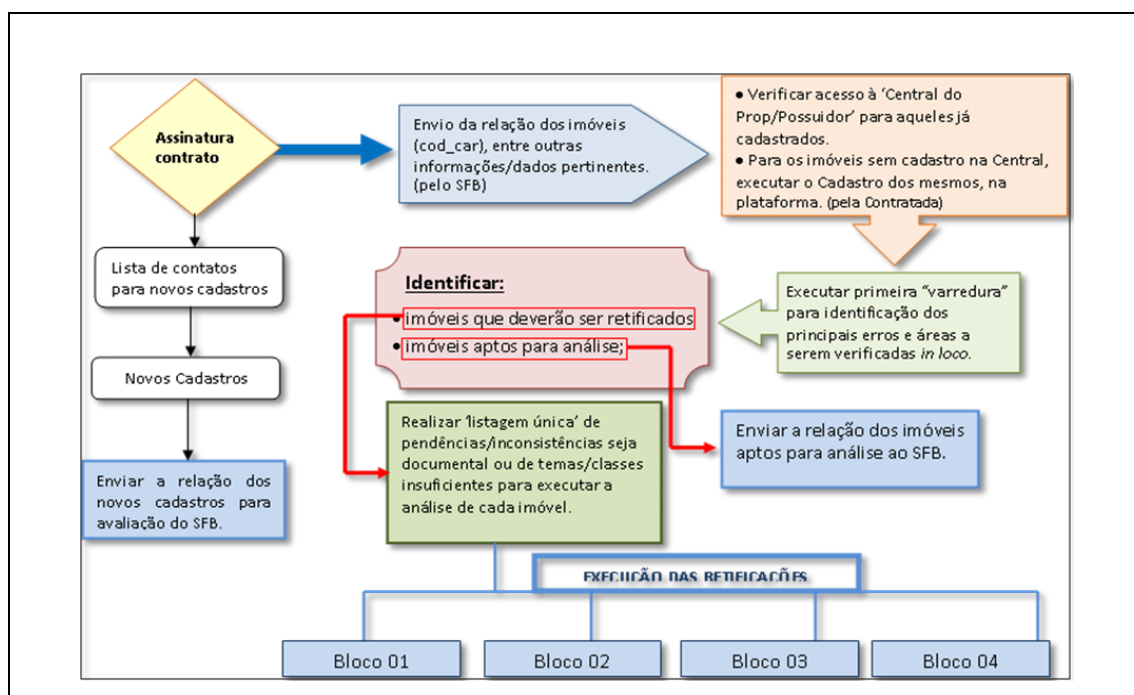 Assinatura
contrato
Envio da relação dos imóveis
(cod_car), entre outras
informações/dados pertinentes.
(pelo SFB)
• Verificar acesso à ‘Central do
Prop/Possuidor’ para aqueles já
cadastrados.
• Para os imóveis sem cadastro na Central,
executar o Cadastro dos mesmos, na
plataforma. (pela Contratada)
Lista de contatos
para novos cadastros
Identificar:
• imóveis que deverão ser retificados
• imóveis aptos para análise;
Executar primeira “varredura”
para identificação dos
principais erros e áreas a
serem verificadas in loco.
Novos Cadastros
Realizar ‘listagem única’ de
pendências/inconsistências seja
documental ou de temas/classes
insuficientes para executar a
análise de cada imóvel.
Enviar a relação dos imóveis
aptos para análise ao SFB.
Enviar a relação dos
novos cadastros para
avaliação do SFB.
EXECUÇÃO DAS RETIFICAÇÕES
Bloco 01
Bloco 02
Bloco 03
Bloco 04